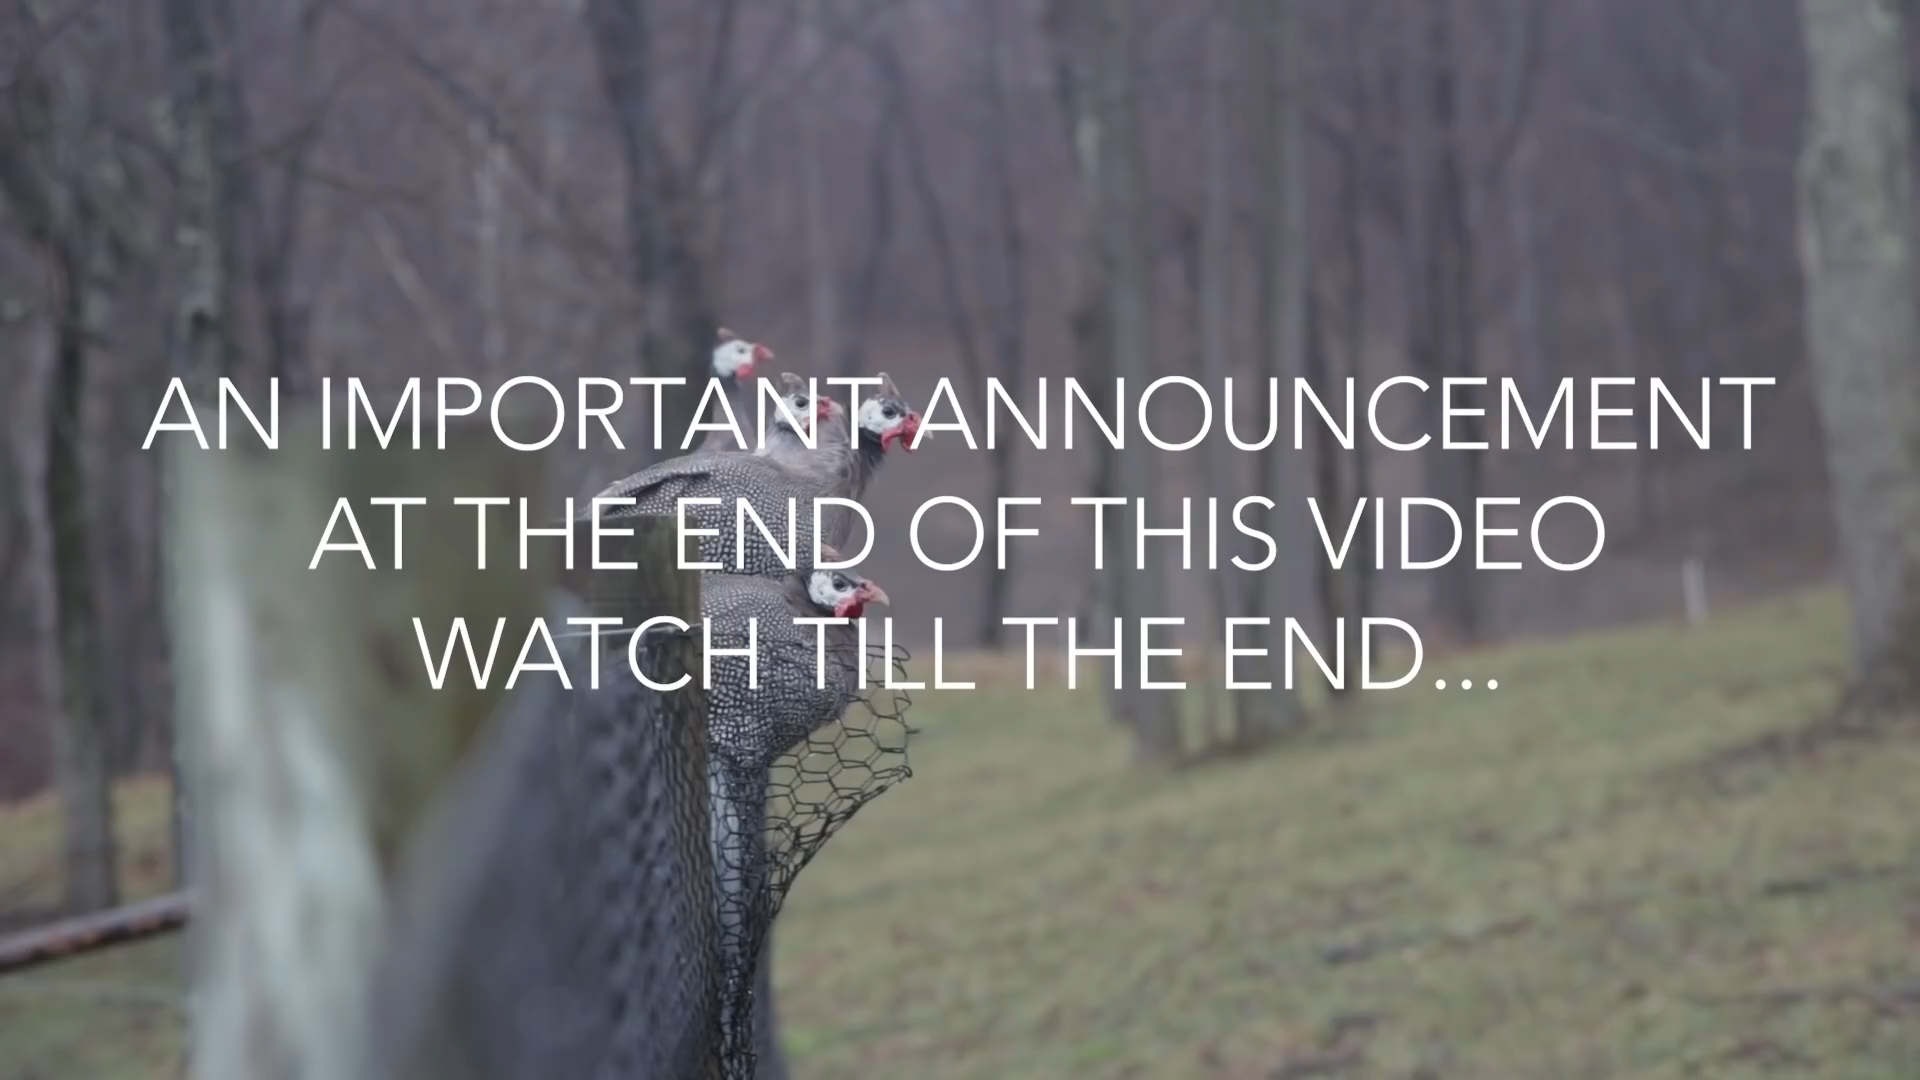 AN IMPORTANT ANNOUNCEMENT
AT THE END OF THIS VIDEO
WATCH TILL THE END...